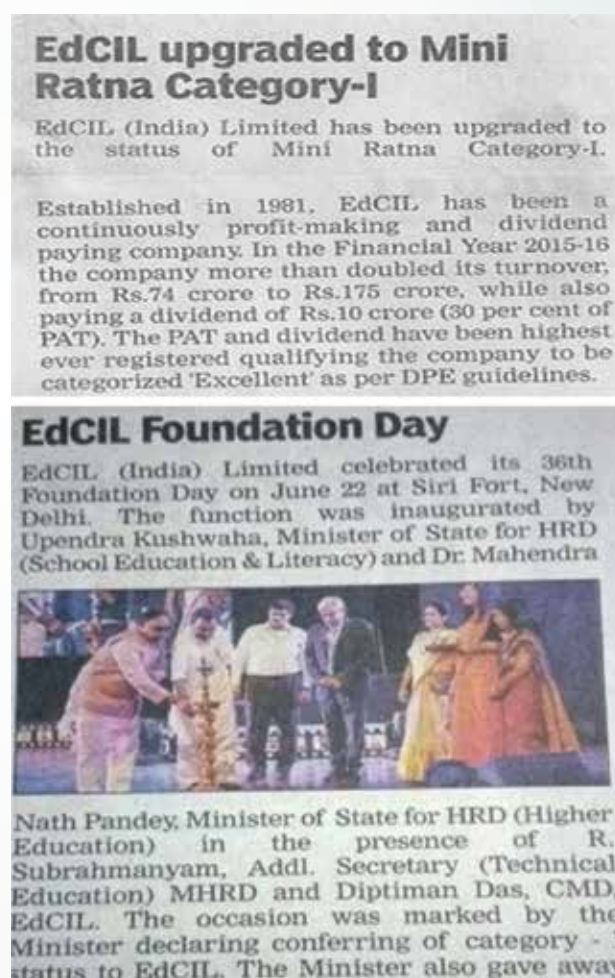 EdCIL upgraded to Mini
Ratna Category-I
EdCIL (India) Limited has been upgraded to
the status of Mini Ratna Category-I.
Established in 1981, EdCIL has been a
continuously profit-making and dividend
paying company. In the Financial Year 2015-16
the company more than doubled its turnover,
from Rs.74 crore to Rs.175 crore, while also
paying a dividend of Rs.10 crore (30 per cent of
PAT). The PAT and dividend have been highest
ever registered qualifying the company to be
categorized 'Excellent' as per DPE guidelines.
EdCIL Foundation Day
EdCIL (India) Limited celebrated its 36th
Foundation Day on June 22 at Siri Fort, New
Delhi. The function was inaugurated by
Upendra Kushwaha, Minister of State for HRD
(School Education & Literacy) and Dr. Mahendra
Nath Pandey, Minister of State for HRD (Higher
Education) in the presence of R.
Subrahmanyam, Addl. Secretary (Technical
Education) MHRD and Diptiman Das, CMD,
EdCIL. The occasion was marked by the
Minister declaring conferring of category -
status to EdCIL. The Minister also gave awa